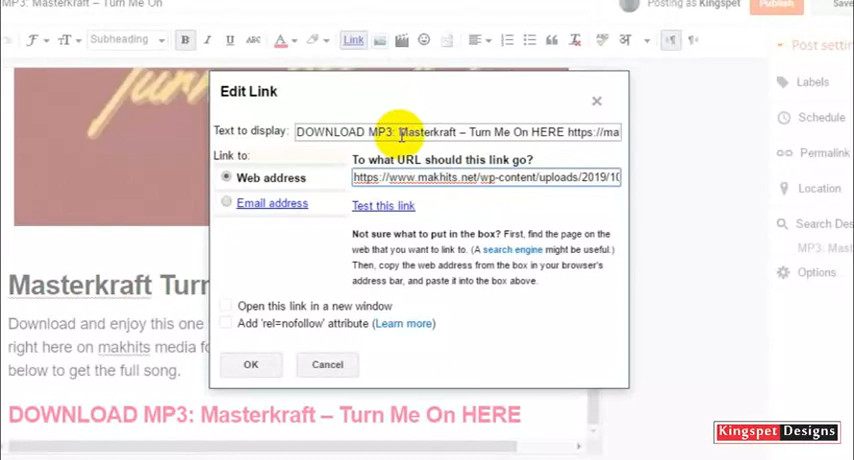 MP3: Masterkraft – Turn Me On
Posting as Kingspet
Publish
Save
Subheading
B I U ABC A Link
Edit Link
Text to display: DOWNLOAD MP3: Masterkraft – Turn Me On HERE https://ma
Link to:
To what URL should this link go?
Web address
https://www.makhits.net/wp-content/uploads/2019/10
Email address
Test this link
Not sure what to put in the box? First, find the page on the
web that you want to link to. (A search engine might be useful.)
Then, copy the web address from the box in your browser's
address bar, and paste it into the box above.
Open this link in a new window
Add 'rel=nofollow' attribute (Learn more)
OK
Cancel
Post settin
Labels
Schedule
Permalink
Location
Search Des
MP3: Mast
Options
Turn
Masterkraft Turn
Download and enjoy this one
right here on makhits media fo
below to get the full song.
DOWNLOAD MP3: Masterkraft – Turn Me On HERE
Kingspet Designs